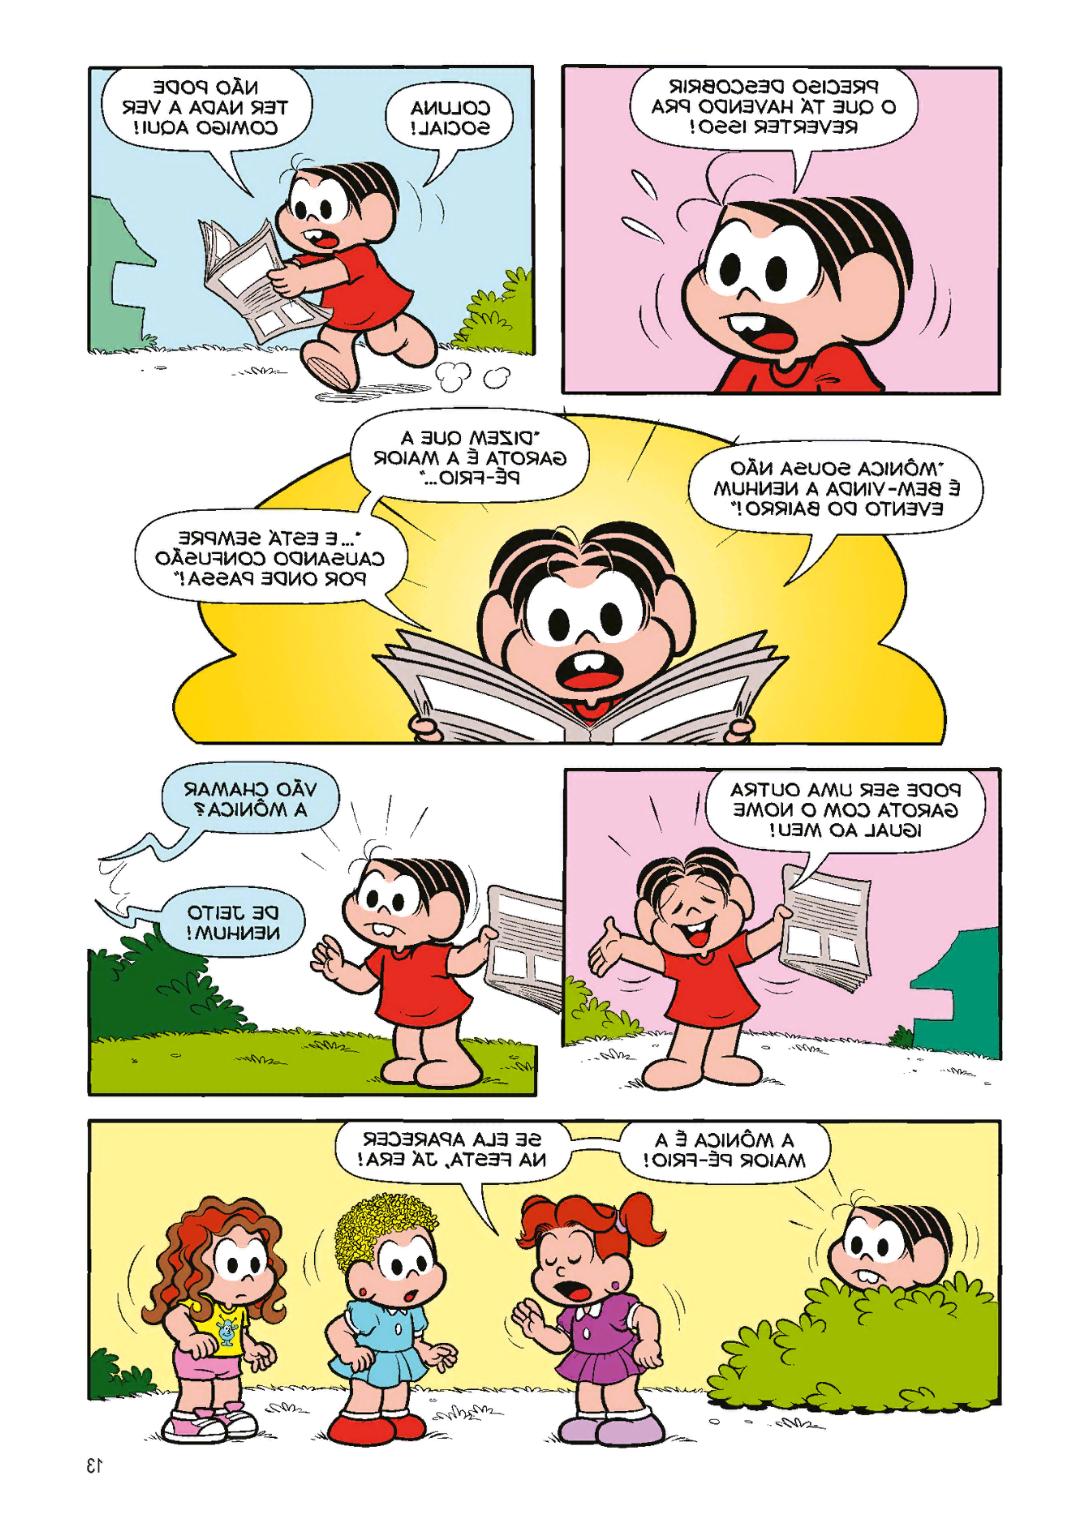 PRECISO DESCOBRIR
O QUE TÁ HAVENDO PRA
REVERTER ISSO!
COLUNA
SOCIAL!
NÃO PODE
TER NADA A VER
COMIGO AQUI!
"MÔNICA SOUSA NÃO
É BEM-VINDA A NENHUM
EVENTO DO BAIRRO!"
"DIZEM QUE A
GAROTA É A MAIOR
PÉ-FRIO..."
"...E ESTÁ SEMPRE
CAUSANDO CONFUSÃO
POR ONDE PASSA!"
PODE SER UMA OUTRA
GAROTA COM O NOME
IGUAL AO MEU!
VÃO CHAMAR
A MÔNICA?
DE JEITO
NENHUM!
A MÔNICA É A
MAIOR PÉ-FRIO!
SE ELA APARECER
NA FESTA, JÁ ERA!
13